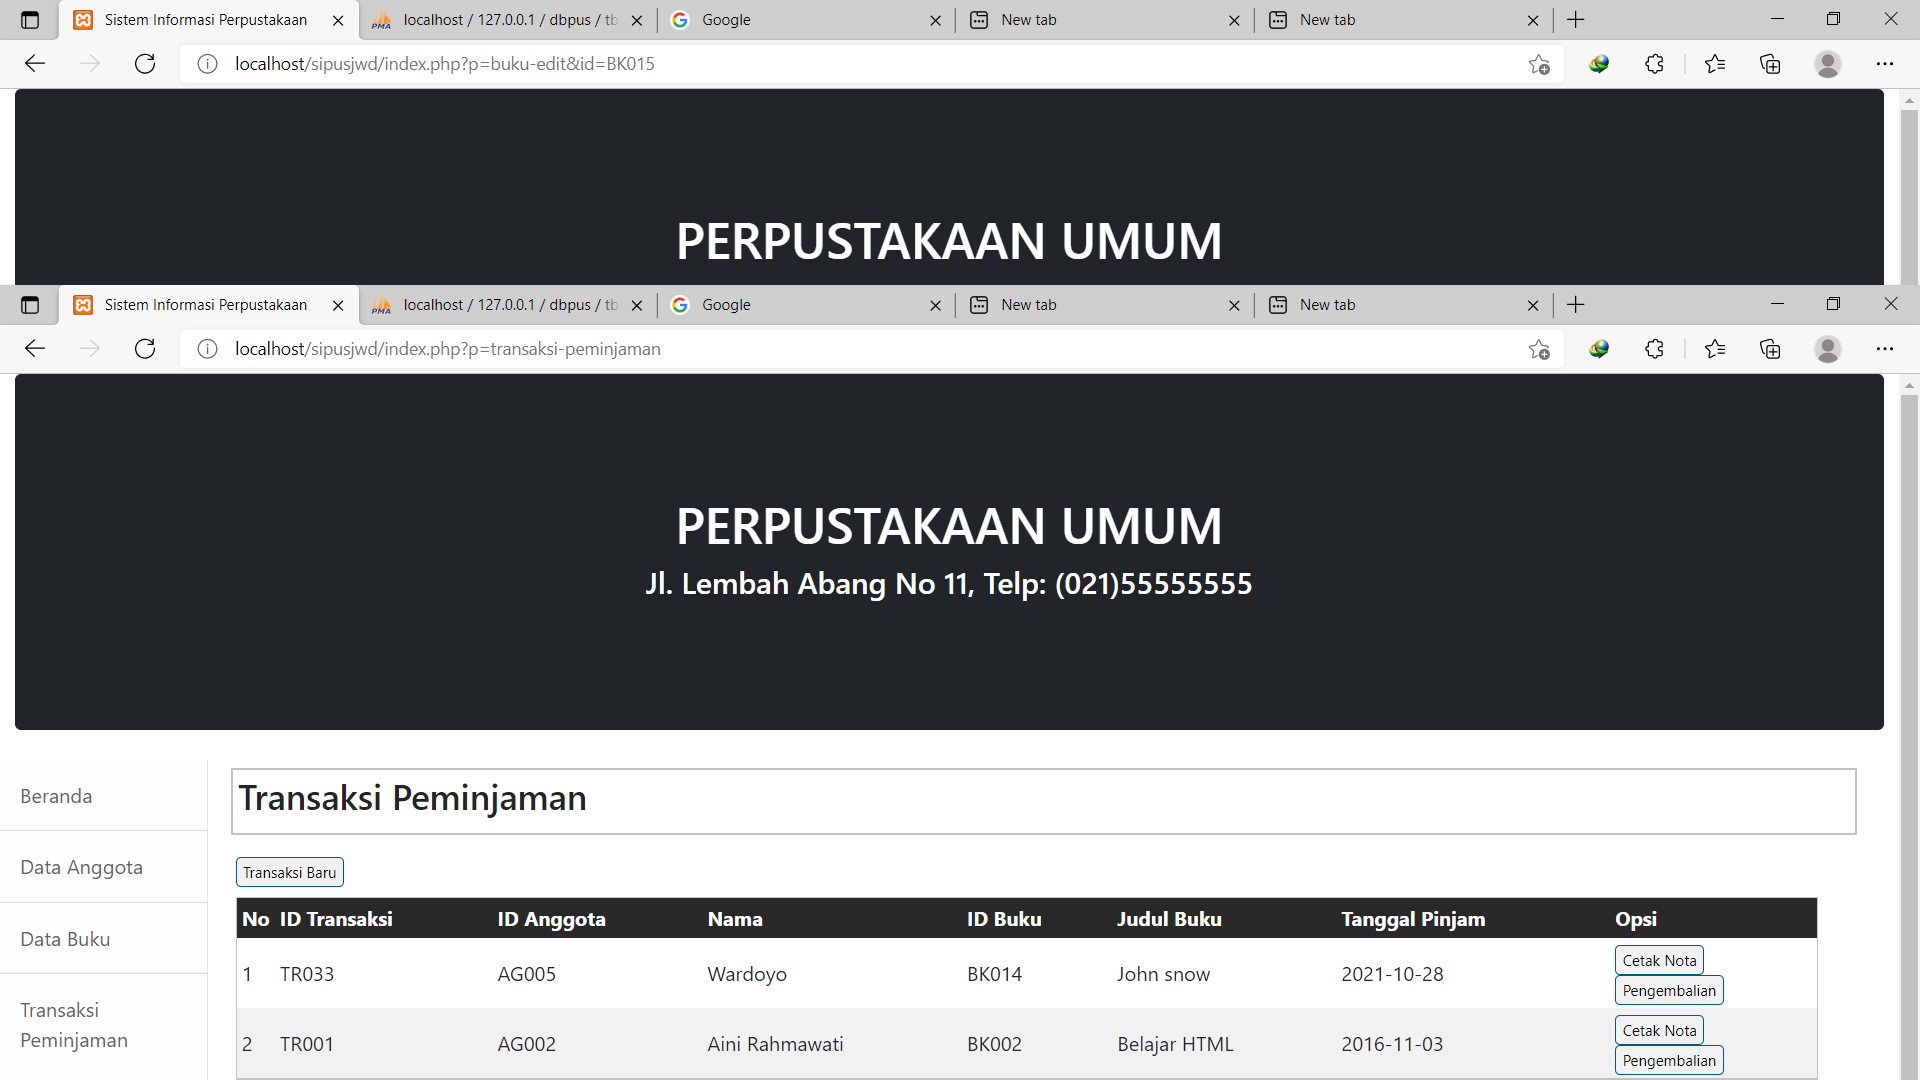 Sistem Informasi Perpustakaan
localhost / 127.0.0.1 / dbpus / tb
Google
New tab
New tab
localhost/sipusjwd/index.php?p=buku-edit&id=BK015
PERPUSTAKAAN UMUM
Sistem Informasi Perpustakaan
localhost / 127.0.0.1 / dbpus / tb
Google
New tab
New tab
localhost/sipusjwd/index.php?p=transaksi-peminjaman
PERPUSTAKAAN UMUM
Jl. Lembah Abang No 11, Telp: (021)55555555
Beranda
Data Anggota
Data Buku
Transaksi
Peminjaman
Transaksi Peminjaman
Transaksi Baru
No ID Transaksi ID Anggota Nama ID Buku Judul Buku Tanggal Pinjam Opsi
1 TR033 AG005 Wardoyo BK014 John snow 2021-10-28 Cetak Nota
Pengembalian
2 TR001 AG002 Aini Rahmawati BK002 Belajar HTML 2016-11-03 Cetak Nota
Pengembalian